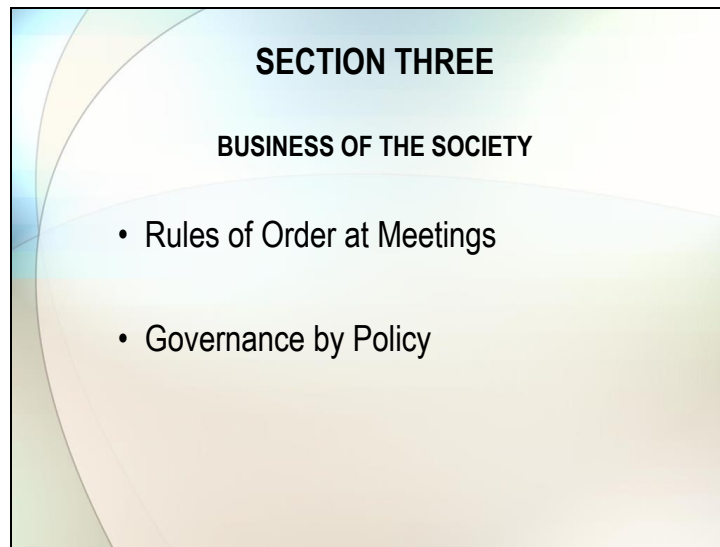 SECTION THREE
BUSINESS OF THE SOCIETY
• Rules of Order at Meetings
• Governance by Policy